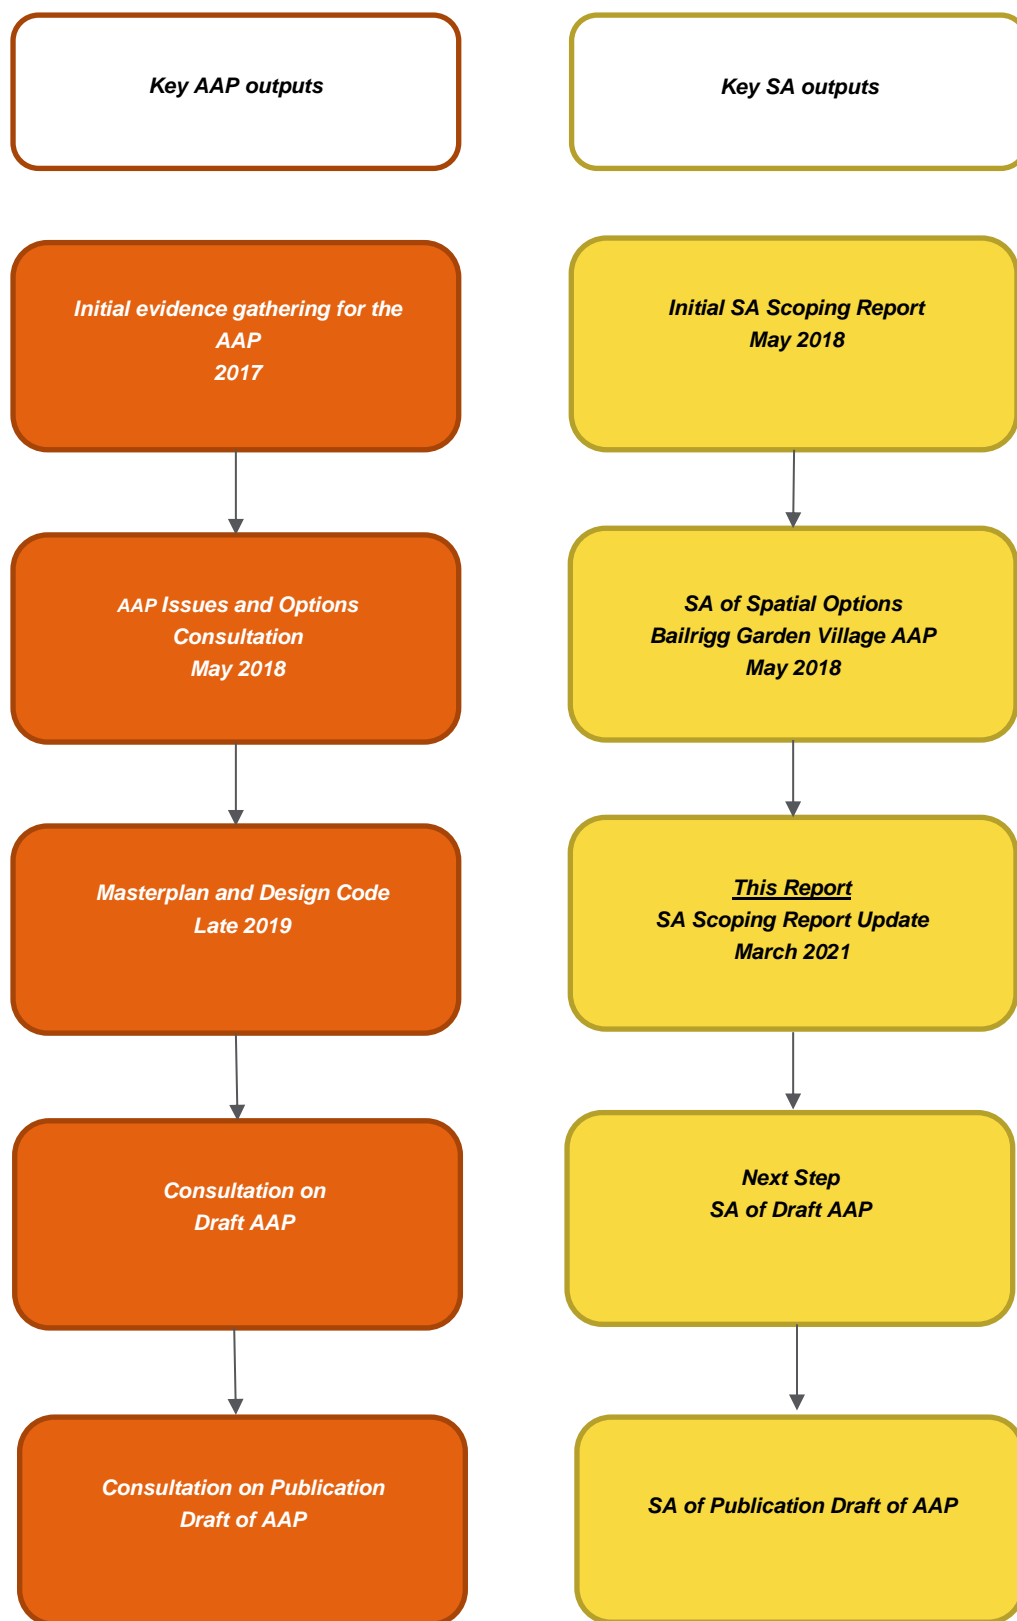 Key AAP outputs
Key SA outputs
Initial evidence gathering for the
AAP
2017
Initial SA Scoping Report
May 2018
AAP Issues and Options
Consultation
May 2018
SA of Spatial Options
Bailrigg Garden Village AAP
May 2018
Masterplan and Design Code
Late 2019
This Report
SA Scoping Report Update
March 2021
Consultation on
Draft AAP
Next Step
SA of Draft AAP
Consultation on Publication
Draft of AAP
SA of Publication Draft of AAP